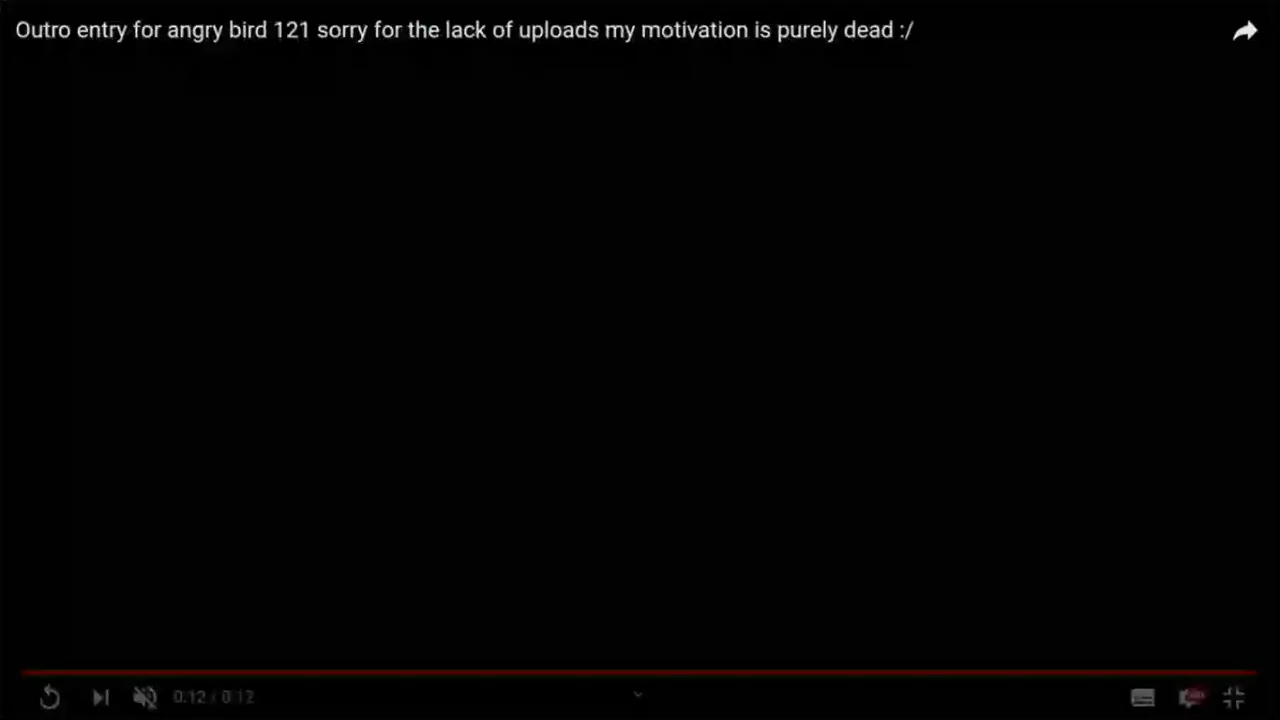 Outro entry for angry bird 121 sorry for the lack of uploads my motivation is purely dead :/
0:12 / 0:12